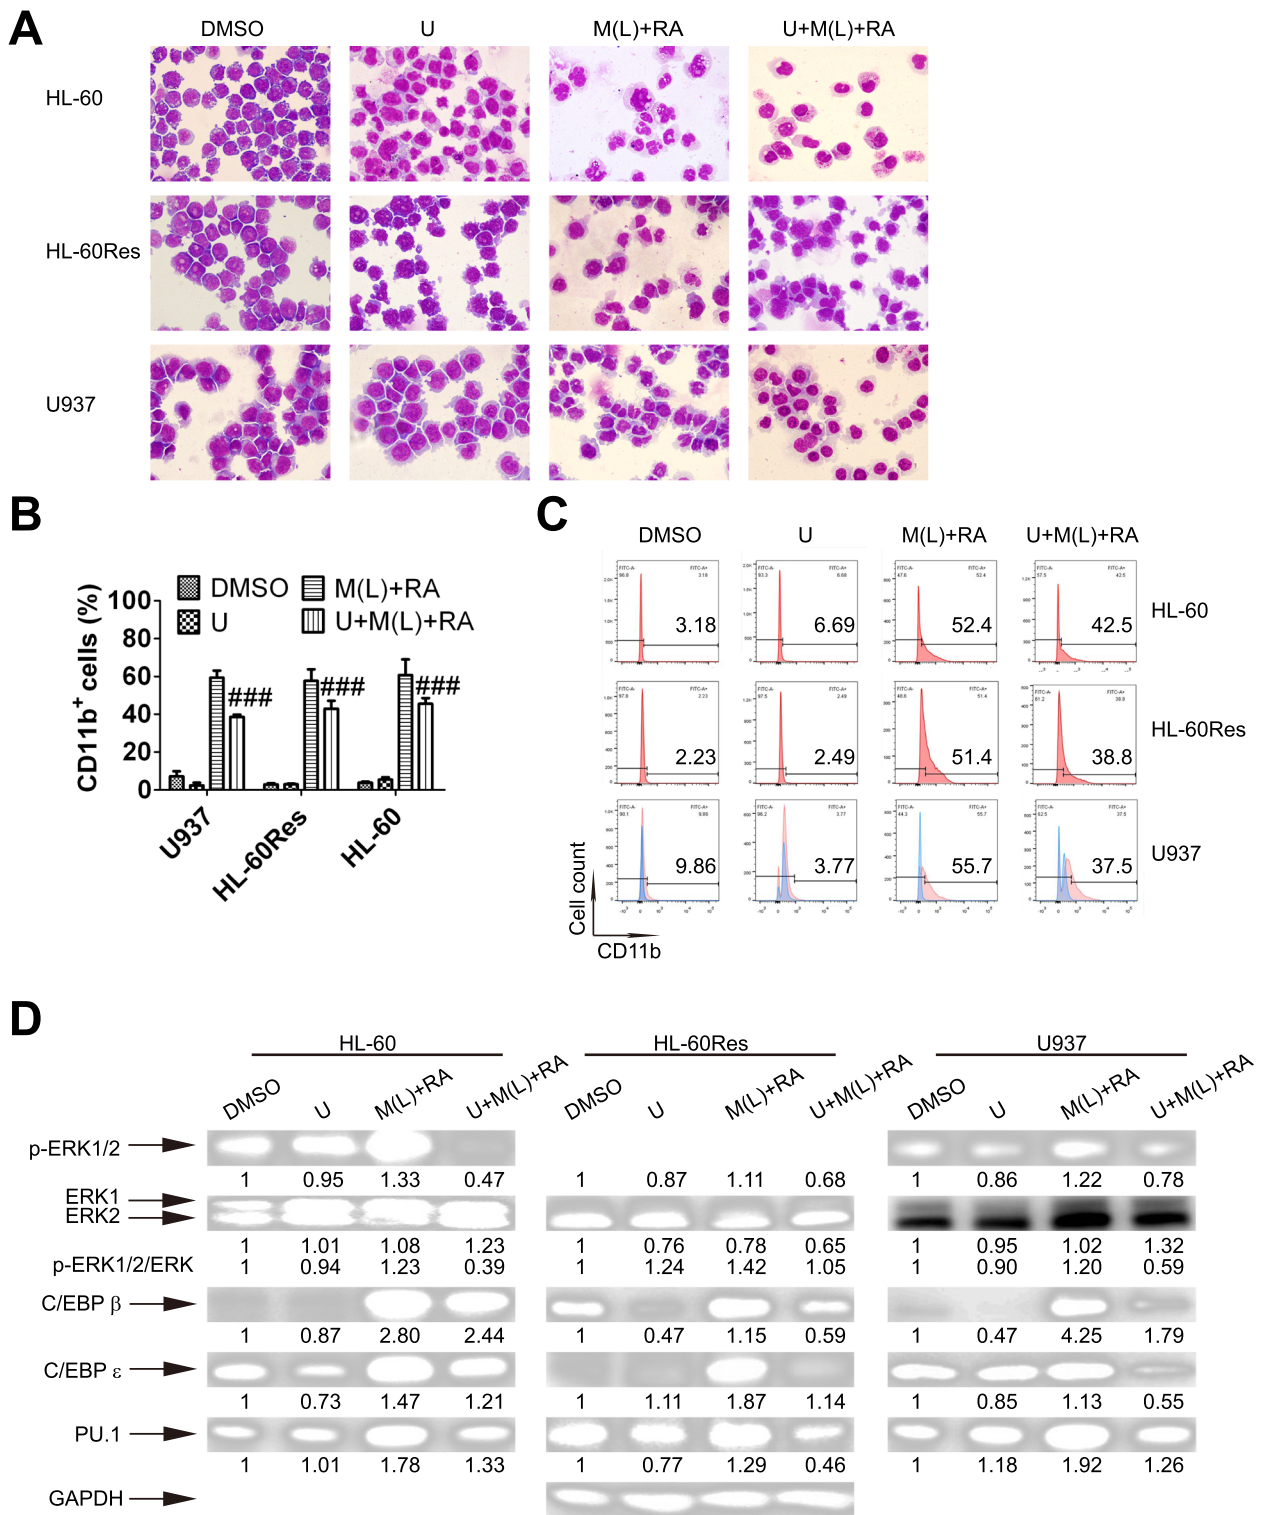 A
DMSO U M(L)+RA U+M(L)+RA
HL-60
HL-60Res
U937
B
CD11b+ cells (%)
100
80
60
40
20
0
DMSO M(L)+RA
U U+M(L)+RA
### ### ###
U937 HL-60Res HL-60
C
DMSO U M(L)+RA U+M(L)+RA
3.18 6.69 52.4 42.5 HL-60
2.23 2.49 51.4 38.8 HL-60Res
9.86 3.77 55.7 37.5 U937
Cell count
CD11b
D
HL-60 HL-60Res U937
DMSO U M(L)+RA U+M(L)+RA DMSO U M(L)+RA U+M(L)+RA DMSO U M(L)+RA U+M(L)+RA
p-ERK1/2
1 0.95 1.33 0.47 1 0.87 1.11 0.68 1 0.86 1.22 0.78
ERK1
ERK2
1 1.01 1.08 1.23 1 0.76 0.78 0.65 1 0.95 1.02 1.32
p-ERK1/2/ERK 1 0.94 1.23 0.39 1 1.24 1.42 1.05 1 0.90 1.20 0.59
C/EBP β
1 0.87 2.80 2.44 1 0.47 1.15 0.59 1 0.47 4.25 1.79
C/EBP ε
1 0.73 1.47 1.21 1 1.11 1.87 1.14 1 0.85 1.13 0.55
PU.1
1 1.01 1.78 1.33 1 0.77 1.29 0.46 1 1.18 1.92 1.26
GAPDH